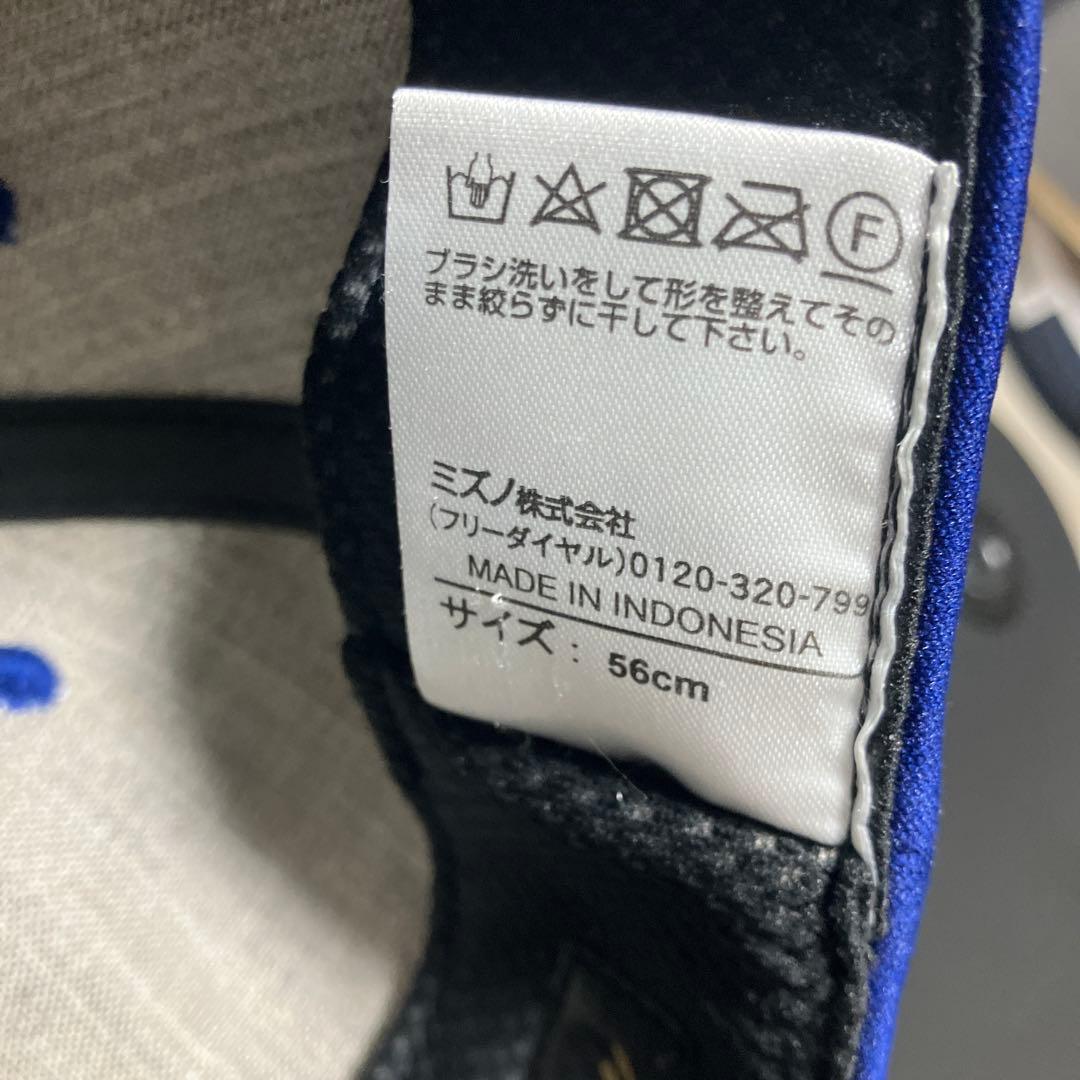 F
ブラシ洗いをして形を整えてその
まま絞らずに干して下さい。
ミズノ株式会社
(フリーダイヤル)0120-320-799
MADE IN INDONESIA
サイズ: 56cm